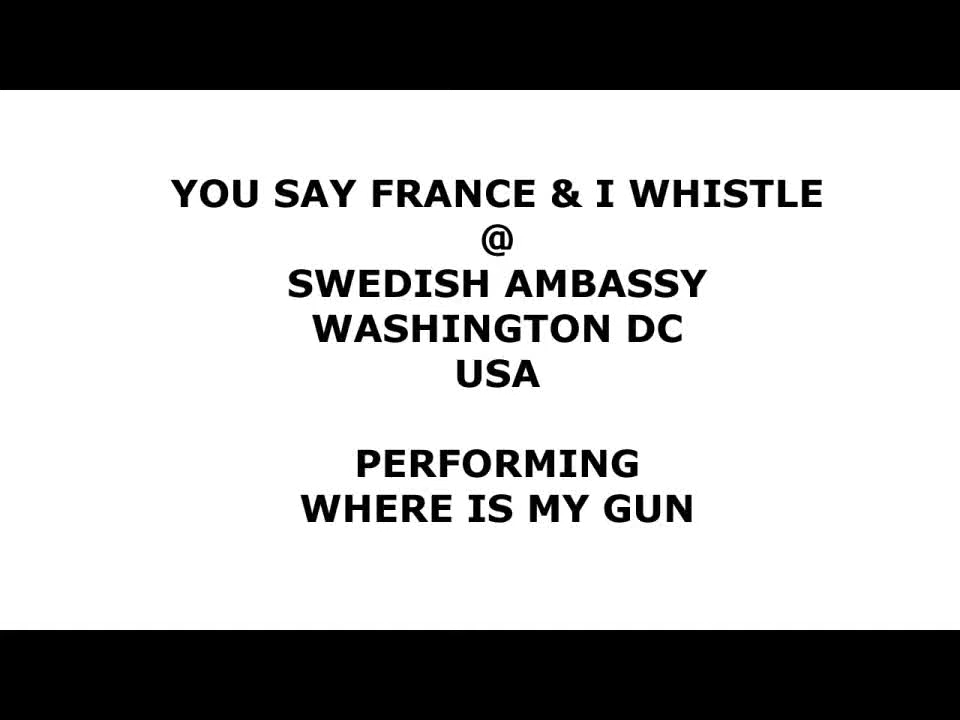 YOU SAY FRANCE & I WHISTLE
@
SWEDISH AMBASSY
WASHINGTON DC
USA
PERFORMING
WHERE IS MY GUN